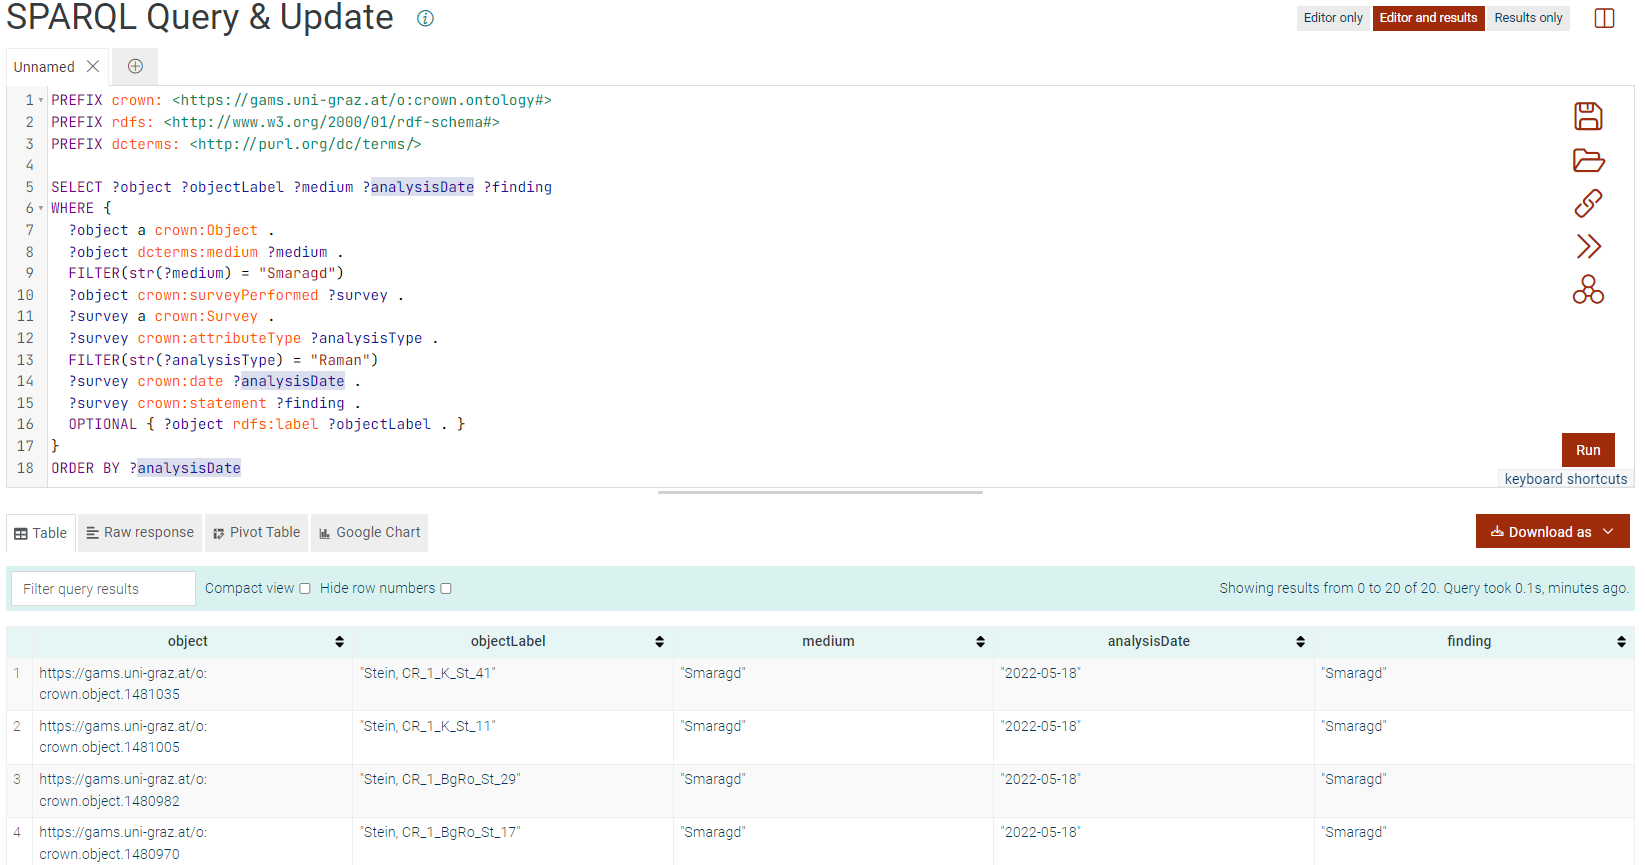 SPARQL Query & Update
Editor only
Editor and results
Results only
Unnamed
1 PREFIX crown: <https://gams.uni-graz.at/o:crown.ontology#>
2 PREFIX rdfs: <http://www.w3.org/2000/01/rdf-schema#>
3 PREFIX dcterms: <http://purl.org/dc/terms/>
4
5 SELECT ?object ?objectLabel ?medium ?analysisDate ?finding
6 WHERE {
7 ?object a crown:Object .
8 ?object dcterms:medium ?medium .
9 FILTER(str(?medium) = "Smaragd")
10 ?object crown:surveyPerformed ?survey .
11 ?survey a crown:Survey .
12 ?survey crown:attributeType ?analysisType .
13 FILTER(str(?analysisType) = "Raman")
14 ?survey crown:date ?analysisDate .
15 ?survey crown:statement ?finding .
16 OPTIONAL { ?object rdfs:label ?objectLabel . }
17 }
18 ORDER BY ?analysisDate
Run
keyboard shortcuts
Table
Raw response
Pivot Table
Google Chart
Download as
Filter query results
Compact view
Hide row numbers
Showing results from 0 to 20 of 20. Query took 0.1s, minutes ago.
object objectLabel medium analysisDate finding
1 https://gams.uni-graz.at/o: "Stein, CR_1_K_St_41" "Smaragd" "2022-05-18" "Smaragd"
crown.object.1481035
2 https://gams.uni-graz.at/o: "Stein, CR_1_K_St_11" "Smaragd" "2022-05-18" "Smaragd"
crown.object.1481005
3 https://gams.uni-graz.at/o: "Stein, CR_1_BgRo_St_29" "Smaragd" "2022-05-18" "Smaragd"
crown.object.1480982
4 https://gams.uni-graz.at/o: "Stein, CR_1_BgRo_St_17" "Smaragd" "2022-05-18" "Smaragd"
crown.object.1480970